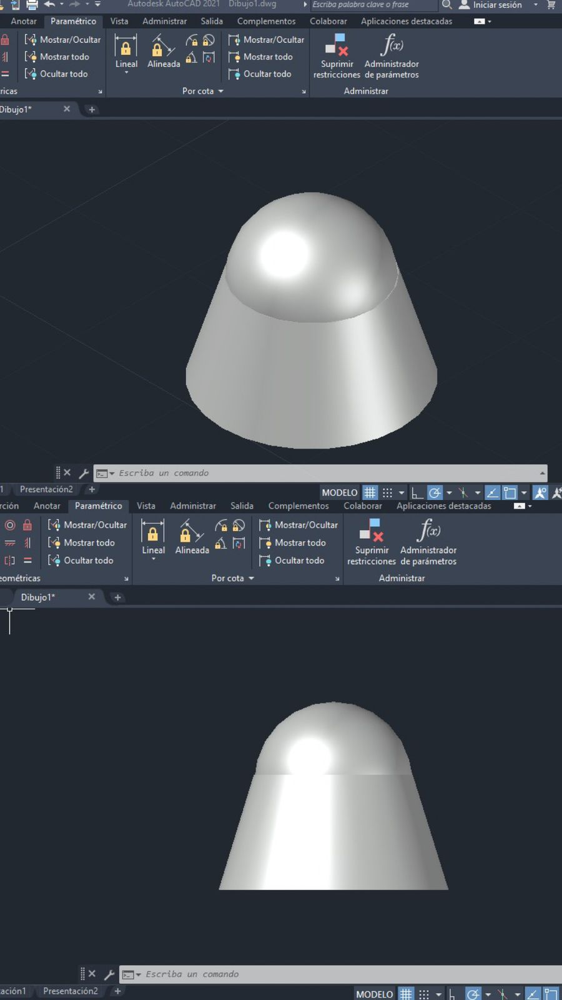 Autodesk AutoCAD 2021 Dibujo1.dwg Escriba palabra clave o frase Iniciar sesión
Anotar Paramétrico Vista Administrar Salida Complementos Colaborar Aplicaciones destacadas
Mostrar/Ocultar
Mostrar todo
Ocultar todo
Lineal
Alineada
Mostrar/Ocultar
Mostrar todo
Ocultar todo
Suprimir
restricciones
Administrador
de parámetros
ricas Por cota Administrar
Dibujo1*
Escriba un comando
1 Presentación2 MODELO
rción Anotar Paramétrico Vista Administrar Salida Complementos Colaborar Aplicaciones destacadas
Mostrar/Ocultar
Mostrar todo
Ocultar todo
Lineal
Alineada
Mostrar/Ocultar
Mostrar todo
Ocultar todo
Suprimir
restricciones
Administrador
de parámetros
eométricas Por cota Administrar
Dibujo1*
Escriba un comando
tación1 Presentación2 MODELO